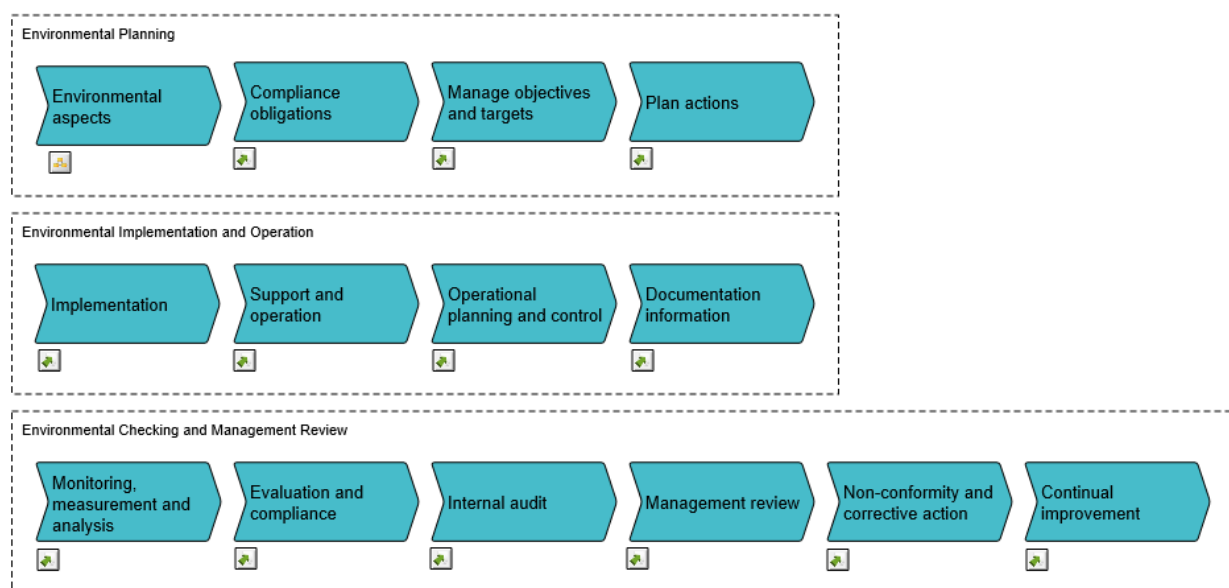 Environmental Planning
Environmental
aspects
Compliance
obligations
Manage objectives
and targets
Plan actions
Environmental Implementation and Operation
Implementation
Support and
operation
Operational
planning and control
Documentation
information
Environmental Checking and Management Review
Monitoring,
measurement and
analysis
Evaluation and
compliance
Internal audit
Management review
Non-conformity and
corrective action
Continual
improvement